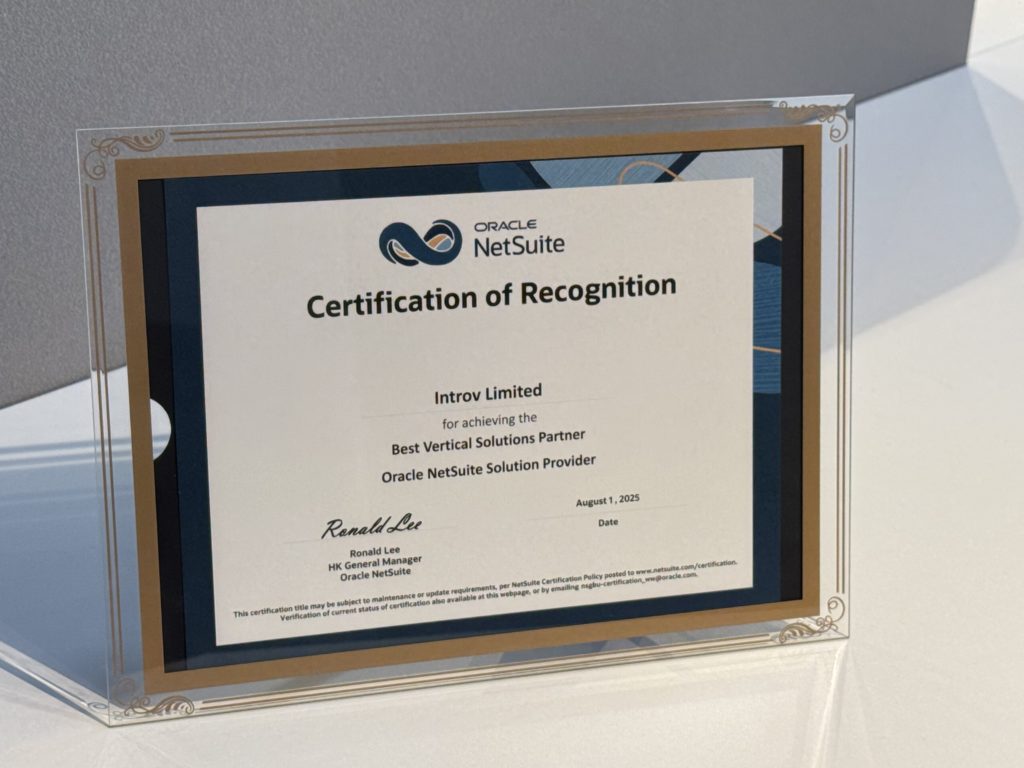 ORACLE
NetSuite
Certification of Recognition
Introv Limited
for achieving the
Best Vertical Solutions Partner
Oracle NetSuite Solution Provider
August 1, 2025
Date
Ronald Lee
Ronald Lee
HK General Manager
Oracle NetSuite
This certification title may be subject to maintenance or update requirements, per NetSuite Certification Policy posted to www.netsuite.com/certification.
Verification of current status of certification also available at this webpage, or by emailing nsgbu-certification_ww@oracle.com.